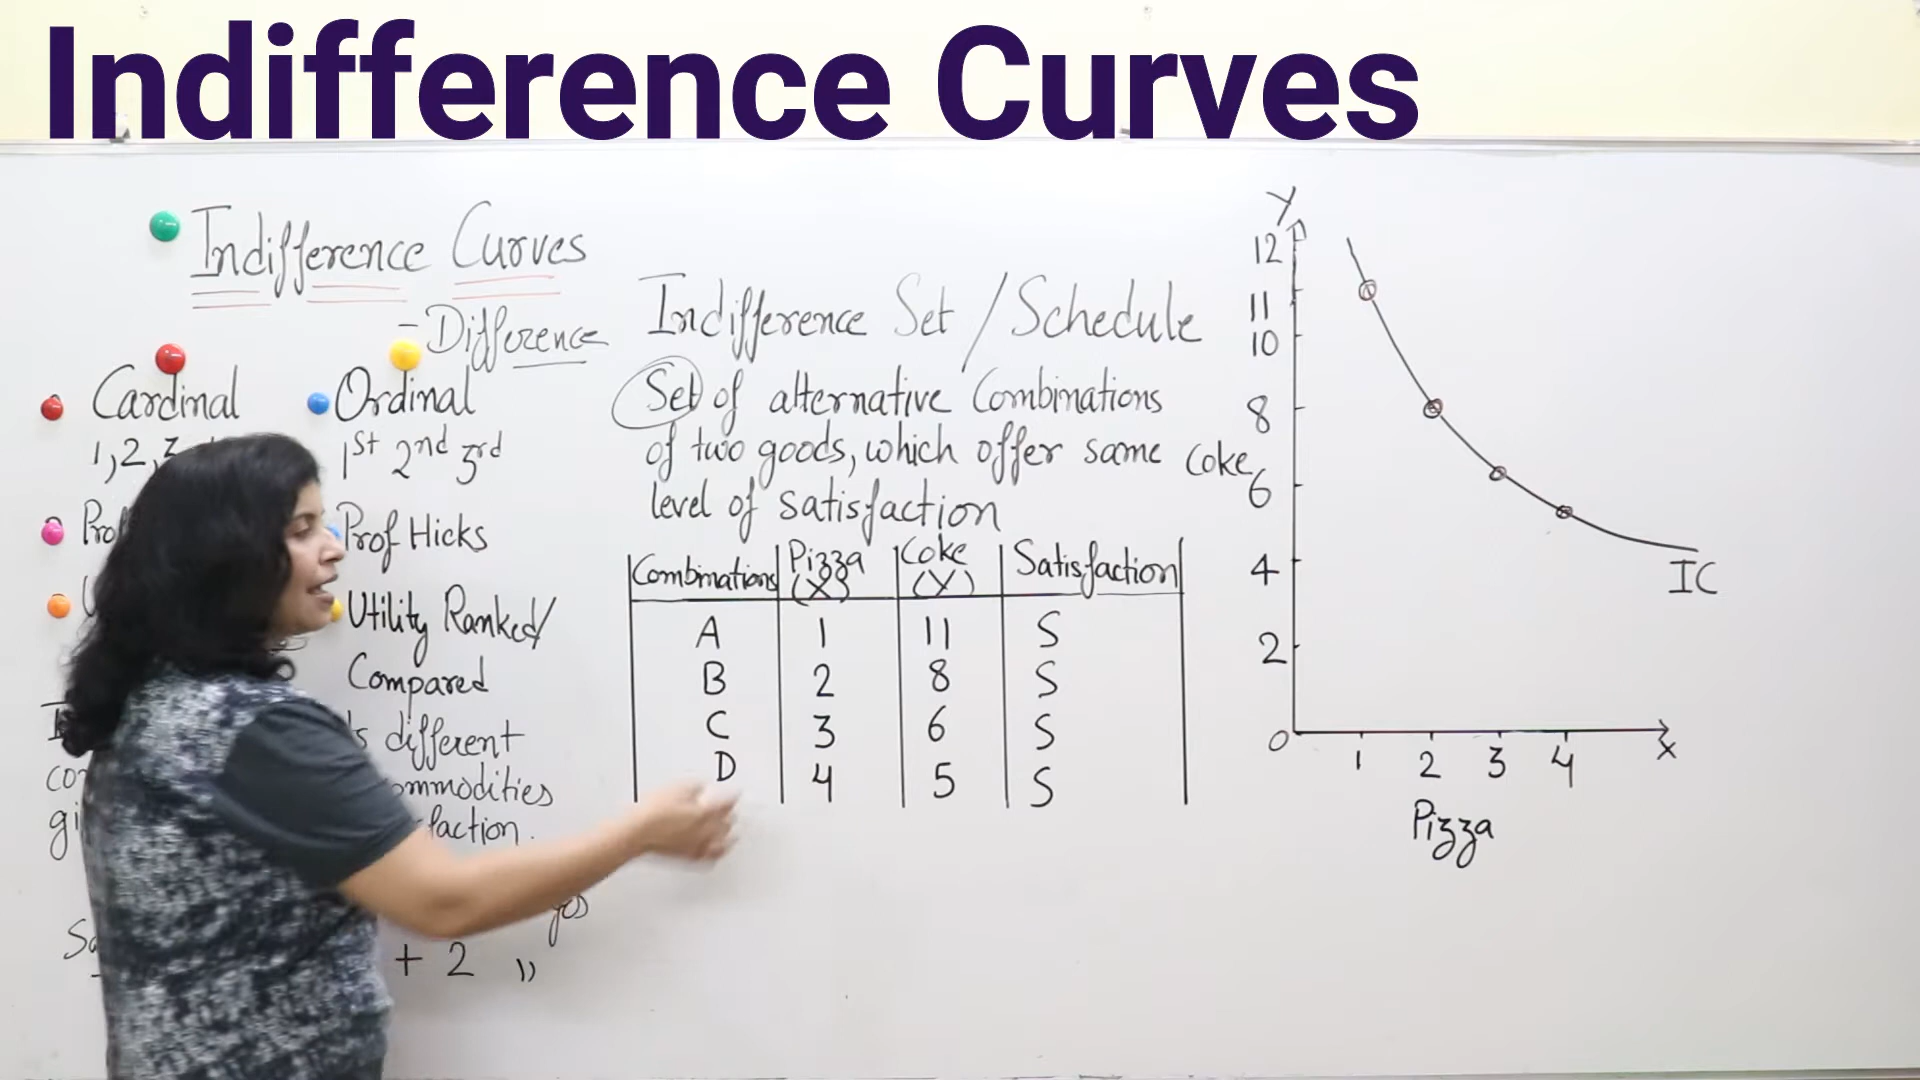 Indifference Curves
Indifference Curves
- Difference
Cardinal
1, 2, 3
Ordinal
1st 2nd 3rd
Prof Hicks
Utility Ranked/
Compared
different
+ 2 "
Indifference Set / Schedule
Set of alternative Combinations
of two goods, which offer same
level of satisfaction
Combinations Pizza (X) Coke (Y) Satisfaction
A 1 11 S
B 2 8 S
C 3 6 S
D 4 5 S
Y
12
11
10
8
Coke
6
4
2
0
1 2 3 4 X
Pizza
IC